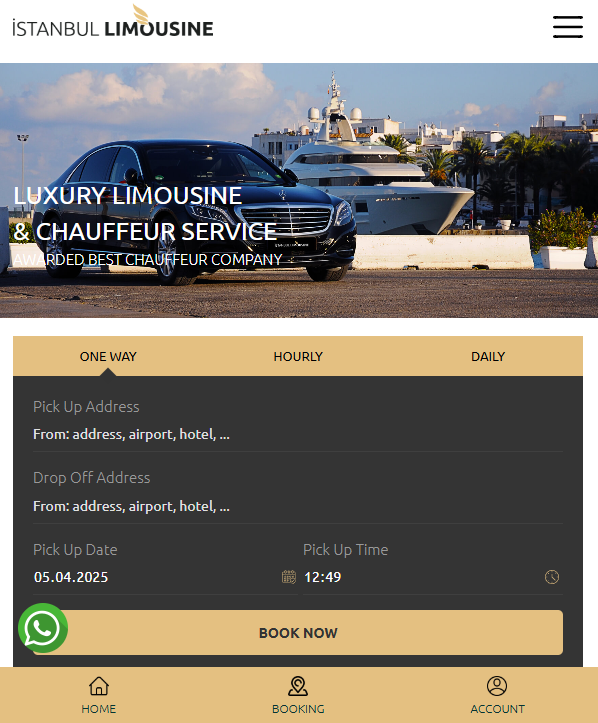 İSTANBUL LIMOUSINE
LUXURY LIMOUSINE
& CHAUFFEUR SERVICE
AWARDED BEST CHAUFFEUR COMPANY
ONE WAY
HOURLY
DAILY
Pick Up Address
From: address, airport, hotel, ...
Drop Off Address
From: address, airport, hotel, ...
Pick Up Date
Pick Up Time
05.04.2025
12:49
BOOK NOW
HOME
BOOKING
ACCOUNT